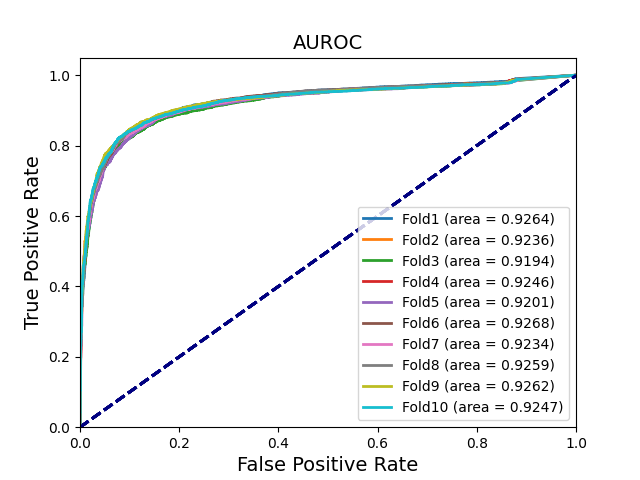 AUROC
True Positive Rate
1.0
0.8
0.6
0.4
0.2
0.0
Fold1 (area = 0.9264)
Fold2 (area = 0.9236)
Fold3 (area = 0.9194)
Fold4 (area = 0.9246)
Fold5 (area = 0.9201)
Fold6 (area = 0.9268)
Fold7 (area = 0.9234)
Fold8 (area = 0.9259)
Fold9 (area = 0.9262)
Fold10 (area = 0.9247)
0.0 0.2 0.4 0.6 0.8 1.0
False Positive Rate